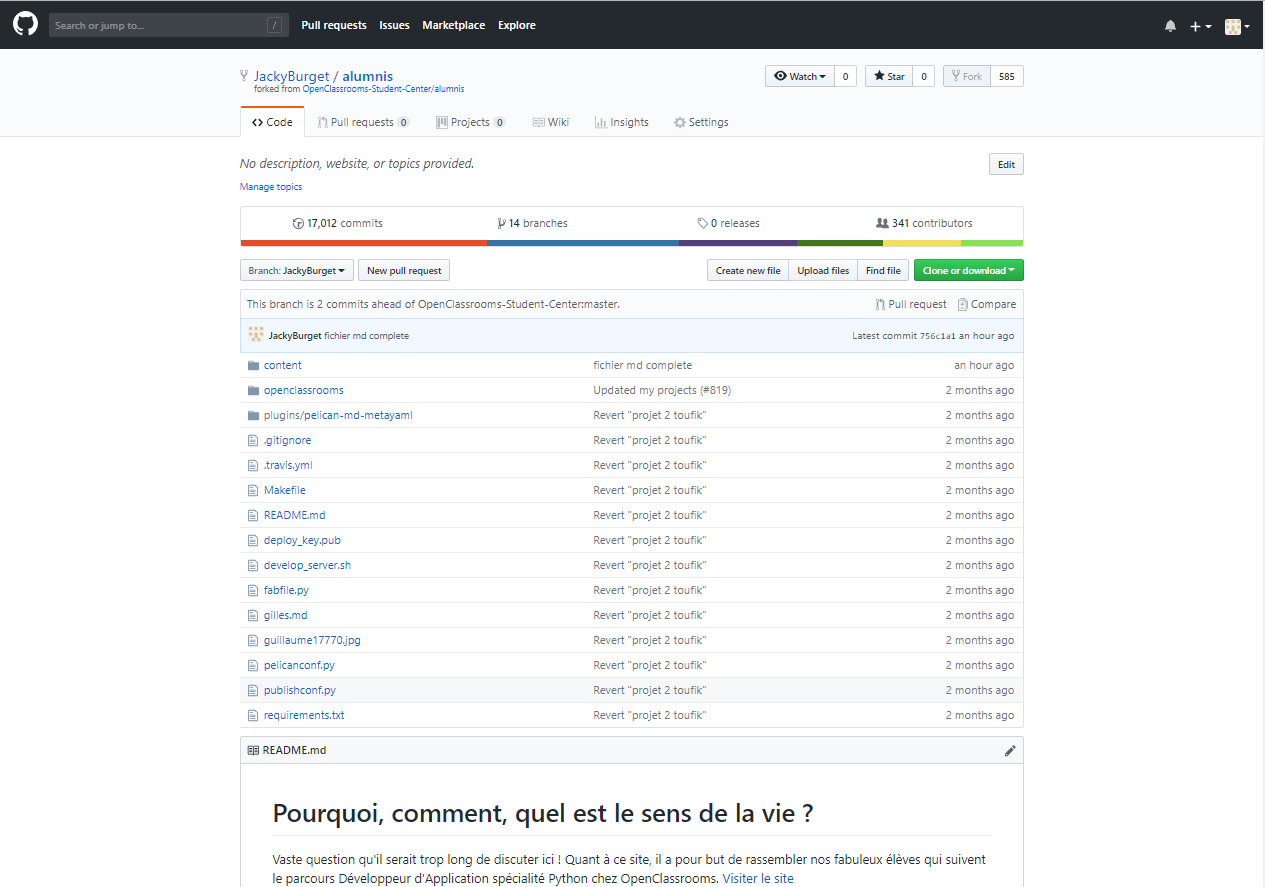 Search or jump to... / Pull requests Issues Marketplace Explore
JackyBurget / alumnis Watch 0 Star 0 Fork 585
forked from OpenClassrooms-Student-Center/alumnis
Code Pull requests 0 Projects 0 Wiki Insights Settings
No description, website, or topics provided. Edit
Manage topics
17,012 commits 14 branches 0 releases 341 contributors
Branch: JackyBurget New pull request Create new file Upload files Find file Clone or download
This branch is 2 commits ahead of OpenClassrooms-Student-Center:master. Pull request Compare
JackyBurget fichier md complete Latest commit 756c1a1 an hour ago
content fichier md complete an hour ago
openclassrooms Updated my projects (#819) 2 months ago
plugins/pelican-md-metayaml Revert "projet 2 toufik" 2 months ago
.gitignore Revert "projet 2 toufik" 2 months ago
.travis.yml Revert "projet 2 toufik" 2 months ago
Makefile Revert "projet 2 toufik" 2 months ago
README.md Revert "projet 2 toufik" 2 months ago
deploy_key.pub Revert "projet 2 toufik" 2 months ago
develop_server.sh Revert "projet 2 toufik" 2 months ago
fabfile.py Revert "projet 2 toufik" 2 months ago
gilles.md Revert "projet 2 toufik" 2 months ago
guillaume17770.jpg Revert "projet 2 toufik" 2 months ago
pelicanconf.py Revert "projet 2 toufik" 2 months ago
publishconf.py Revert "projet 2 toufik" 2 months ago
requirements.txt Revert "projet 2 toufik" 2 months ago
README.md
Pourquoi, comment, quel est le sens de la vie ?
Vaste question qu'il serait trop long de discuter ici ! Quant à ce site, il a pour but de rassembler nos fabuleux élèves qui suivent
le parcours Développeur d'Application spécialité Python chez OpenClassrooms. Visiter le site